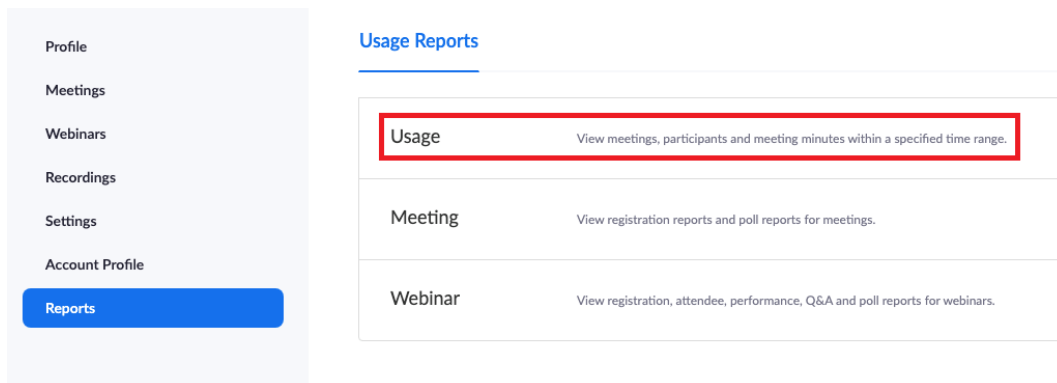 Profile
Meetings
Webinars
Recordings
Settings
Account Profile
Reports
Usage Reports
Usage View meetings, participants and meeting minutes within a specified time range.
Meeting View registration reports and poll reports for meetings.
Webinar View registration, attendee, performance, Q&A and poll reports for webinars.